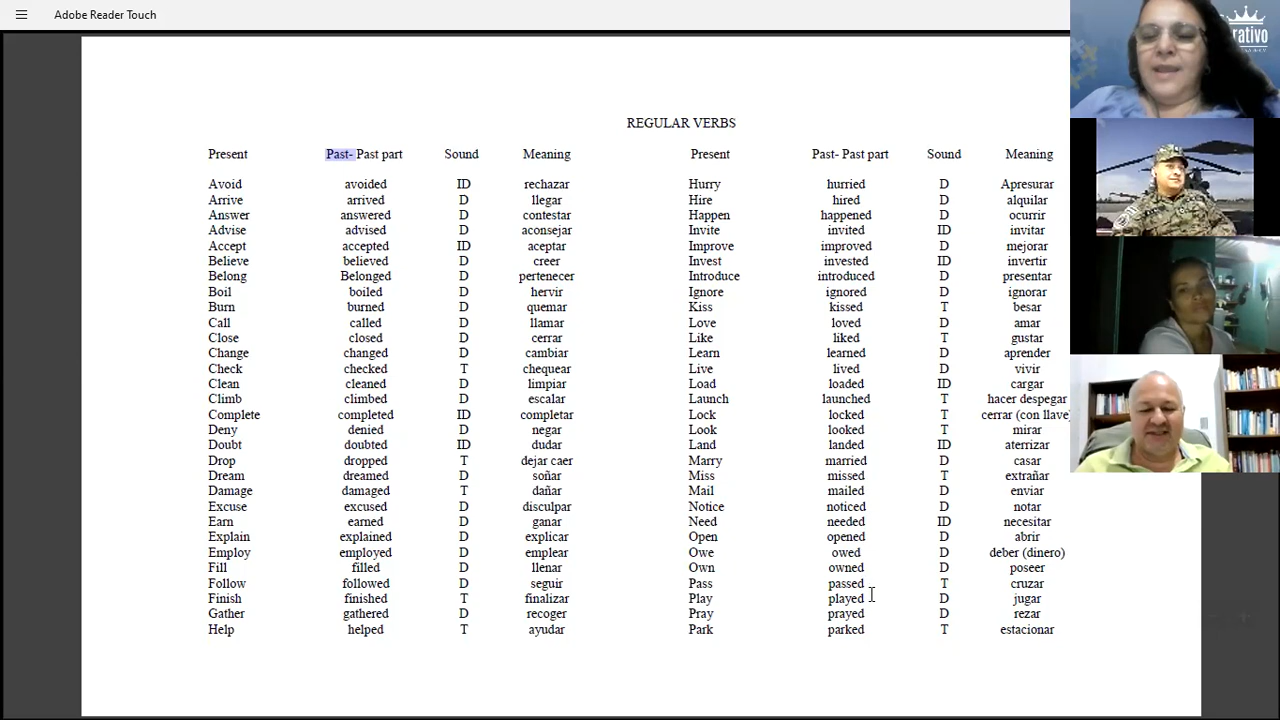 Adobe Reader Touch
rativo
REGULAR VERBS
Present Past- Past part Sound Meaning Present Past- Past part Sound Meaning
Avoid avoided ID rechazar Hurry hurried D Apresurar
Arrive arrived D llegar Hire hired D alquilar
Answer answered D contestar Happen happened D ocurrir
Advise advised D aconsejar Invite invited ID invitar
Accept accepted ID aceptar Improve improved D mejorar
Believe believed D creer Invest invested ID invertir
Belong Belonged D pertenecer Introduce introduced D presentar
Boil boiled D hervir Ignore ignored D ignorar
Burn burned D quemar Kiss kissed T besar
Call called D llamar Love loved D amar
Close closed D cerrar Like liked T gustar
Change changed D cambiar Learn learned D aprender
Check checked T chequear Live lived D vivir
Clean cleaned D limpiar Load loaded ID cargar
Climb climbed D escalar Launch launched T hacer despegar
Complete completed ID completar Lock locked T cerrar (con llave)
Deny denied D negar Look looked T mirar
Doubt doubted ID dudar Land landed ID aterrizar
Drop dropped T dejar caer Marry married D casar
Dream dreamed D soñar Miss missed T extrañar
Damage damaged T dañar Mail mailed D enviar
Excuse excused D disculpar Notice noticed D notar
Earn earned D ganar Need needed ID necesitar
Explain explained D explicar Open opened D abrir
Employ employed D emplear Owe owed D deber (dinero)
Fill filled D llenar Own owned D poseer
Follow followed D seguir Pass passed T cruzar
Finish finished T finalizar Play played D jugar
Gather gathered D recoger Pray prayed D rezar
Help helped T ayudar Park parked T estacionar